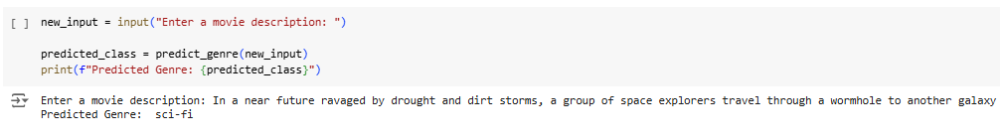 [ ] new_input = input("Enter a movie description: ")
predicted_class = predict_genre(new_input)
print(f"Predicted Genre: {predicted_class}")
Enter a movie description: In a near future ravaged by drought and dirt storms, a group of space explorers travel through a wormhole to another galaxy
Predicted Genre:  sci-fi